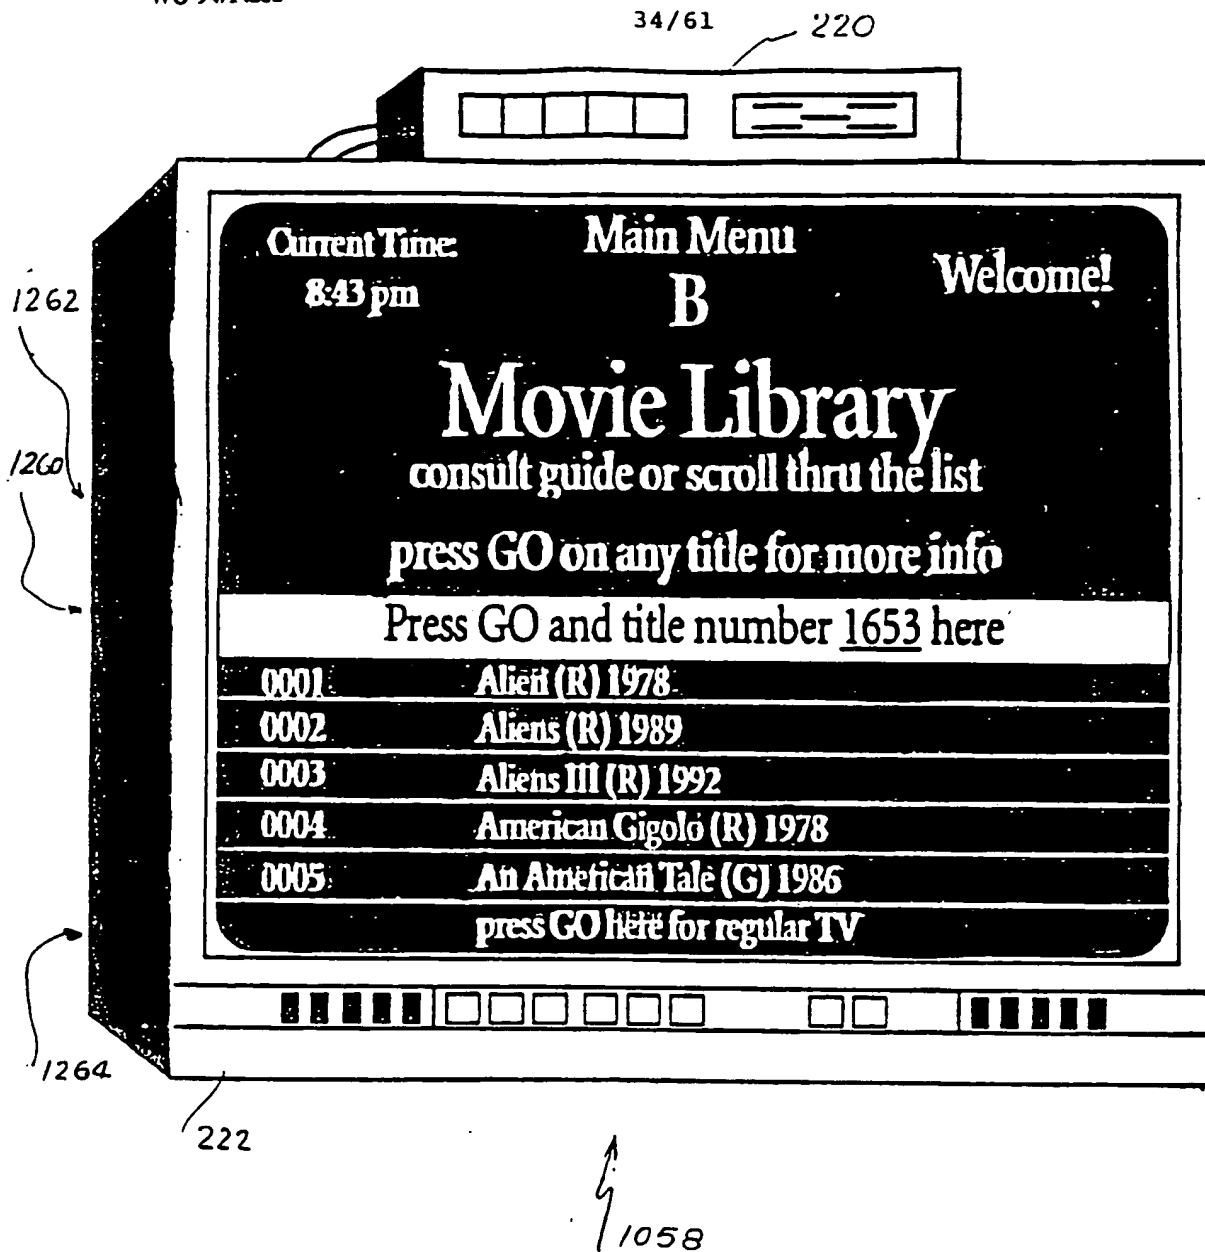 34/61
220
Current Time:
8:43 pm
Main Menu
B
Welcome!
Movie Library
consult guide or scroll thru the list
press GO on any title for more info
Press GO and title number 1653 here
0001 Alien (R) 1978
0002 Aliens (R) 1989
0003 Aliens III (R) 1992
0004 American Gigolo (R) 1978
0005 An American Tale (G) 1986
press GO here for regular TV
1262
1260
1264
222
1058